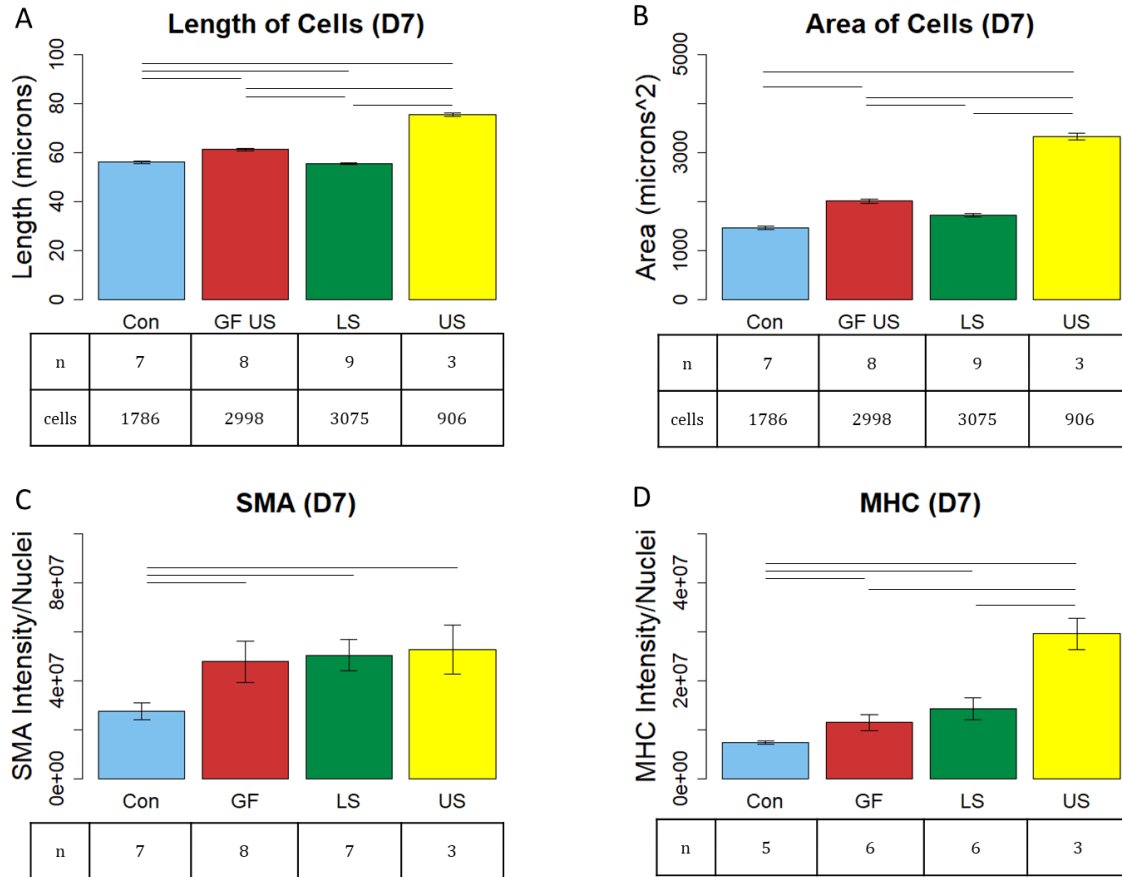 A
Length of Cells (D7)
Length (microns)
100
80
60
40
20
0
Con GF US LS US
n 7 8 9 3
cells 1786 2998 3075 906
B
Area of Cells (D7)
Area (microns^2)
5000
3000
1000
0
Con GF US LS US
n 7 8 9 3
cells 1786 2998 3075 906
C
SMA (D7)
SMA Intensity/Nuclei
8e+07
4e+07
0e+00
Con GF LS US
n 7 8 7 3
D
MHC (D7)
MHC Intensity/Nuclei
4e+07
2e+07
0e+00
Con GF LS US
n 5 6 6 3